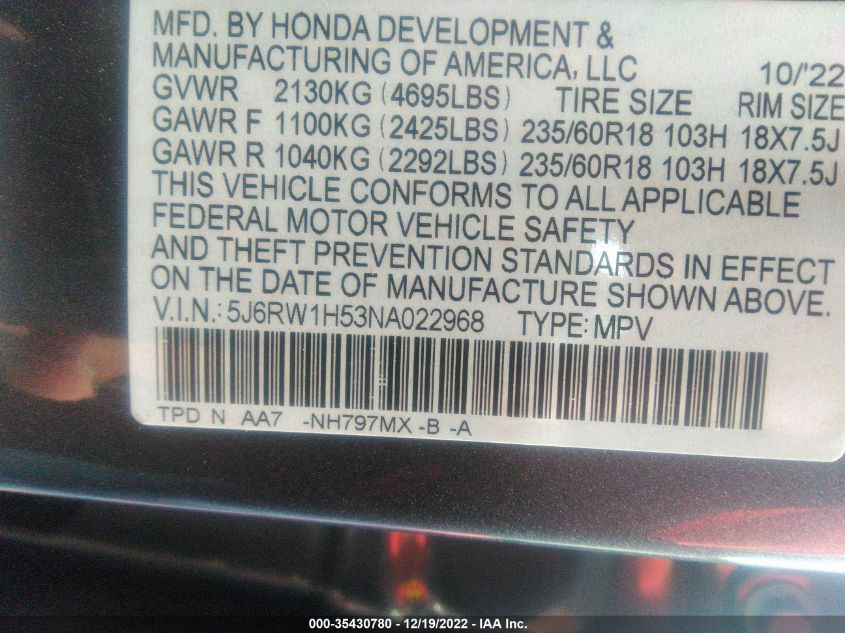 MFD. BY HONDA DEVELOPMENT &
MANUFACTURING OF AMERICA, LLC 10/'22
GVWR 2130KG (4695LBS) TIRE SIZE RIM SIZE
GAWR F 1100KG (2425LBS) 235/60R18 103H 18X7.5J
GAWR R 1040KG (2292LBS) 235/60R18 103H 18X7.5J
THIS VEHICLE CONFORMS TO ALL APPLICABLE
FEDERAL MOTOR VEHICLE SAFETY
AND THEFT PREVENTION STANDARDS IN EFFECT
ON THE DATE OF MANUFACTURE SHOWN ABOVE.
V.I.N.: 5J6RW1H53NA022968 TYPE: MPV
TPD N AA7 -NH797MX -B -A
000-35430780 - 12/19/2022 - IAA Inc.